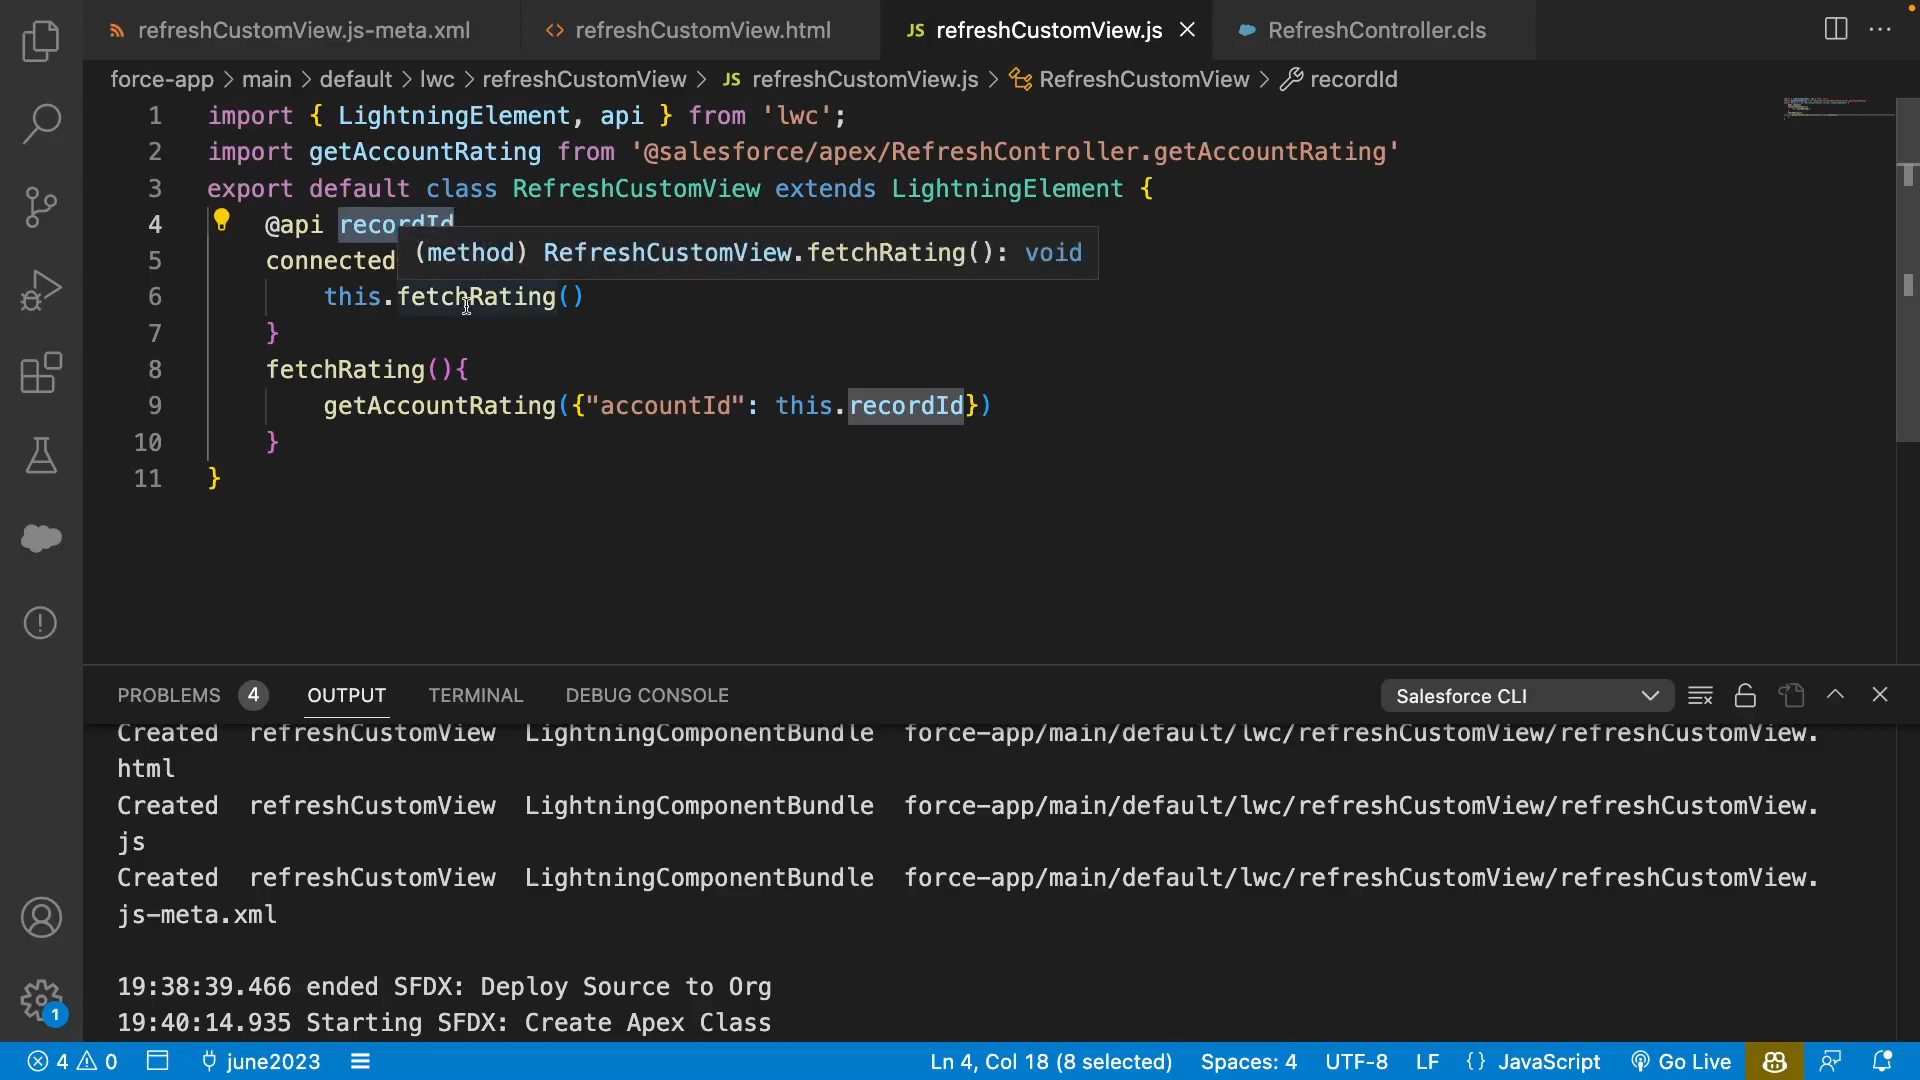 refreshCustomView.js-meta.xml
refreshCustomView.html
JS refreshCustomView.js
RefreshController.cls
force-app > main > default > lwc > refreshCustomView > JS refreshCustomView.js > RefreshCustomView > recordId
1 import { LightningElement, api } from 'lwc';
2 import getAccountRating from '@salesforce/apex/RefreshController.getAccountRating'
3 export default class RefreshCustomView extends LightningElement {
4 @api recordId
(method) RefreshCustomView.fetchRating(): void
5 connected
6 this.fetchRating()
7 }
8 fetchRating(){
9 getAccountRating({"accountId": this.recordId})
10 }
11 }
PROBLEMS 4 OUTPUT TERMINAL DEBUG CONSOLE Salesforce CLI
Created refreshCustomView LightningComponentBundle force-app/main/default/lwc/refreshCustomView/refreshCustomView.
html
Created refreshCustomView LightningComponentBundle force-app/main/default/lwc/refreshCustomView/refreshCustomView.
js
Created refreshCustomView LightningComponentBundle force-app/main/default/lwc/refreshCustomView/refreshCustomView.
js-meta.xml
19:38:39.466 ended SFDX: Deploy Source to Org
19:40:14.935 Starting SFDX: Create Apex Class
1
4 0 june2023 Ln 4, Col 18 (8 selected) Spaces: 4 UTF-8 LF {} JavaScript Go Live